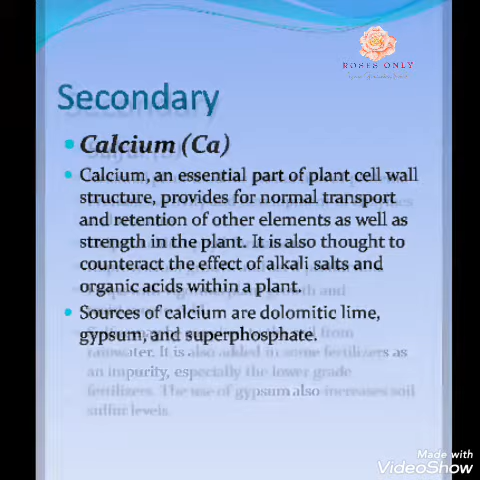 ROSES ONLY
Secondary
Calcium (Ca)
Calcium, an essential part of plant cell wall
structure, provides for normal transport
and retention of other elements as well as
strength in the plant. It is also thought to
counteract the effect of alkali salts and
organic acids within a plant.
Sources of calcium are dolomitic lime,
gypsum, and superphosphate.
rainwater. It is also added in some fertilizers as
an impurity, especially the lower grade
fertilizers. The use of gypsum also increases soil
sulfur levels.
Made with
VideoShow